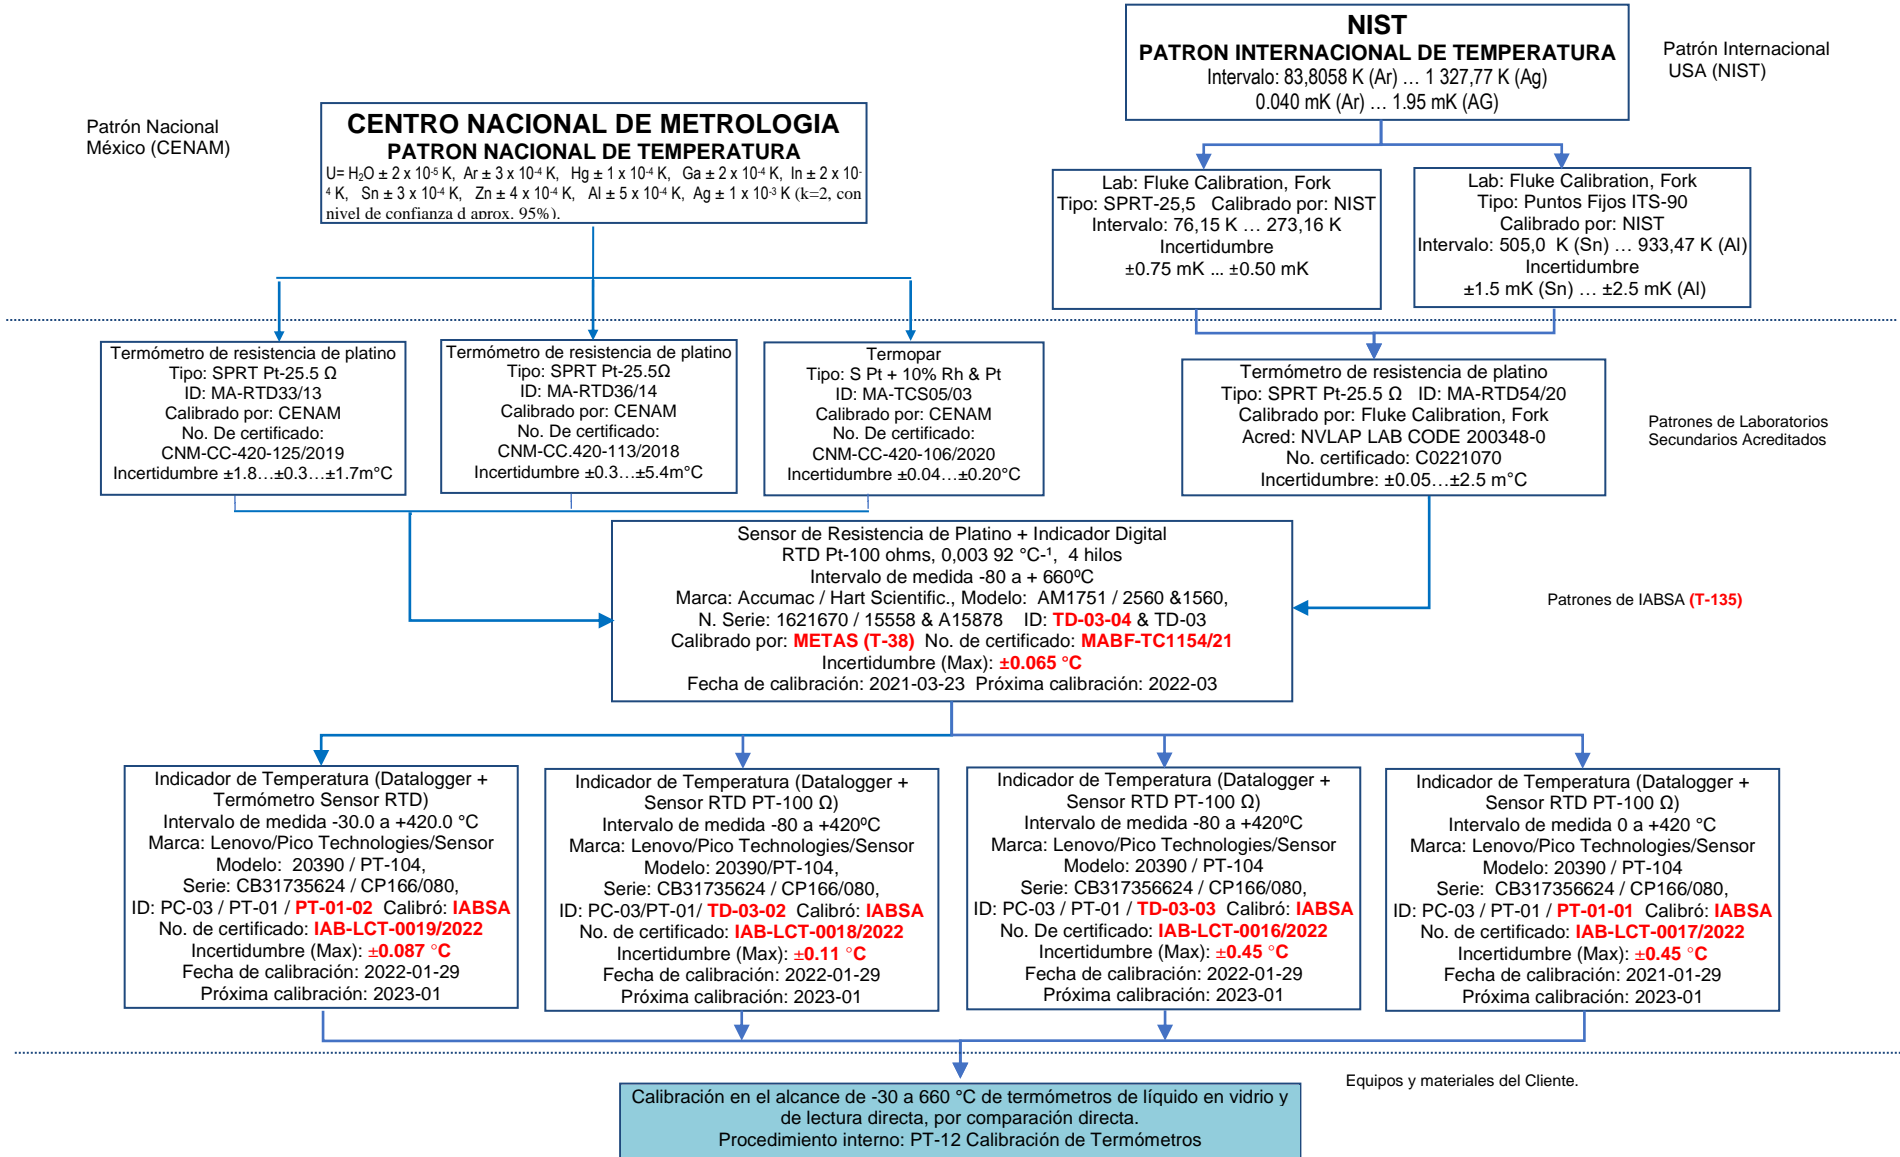 NIST
PATRON INTERNACIONAL DE TEMPERATURA
Intervalo: 83,8058 K (Ar) … 1 327,77 K (Ag)
0.040 mK (Ar) … 1.95 mK (AG)
Patrón Internacional
USA (NIST)
Patrón Nacional
México (CENAM)
CENTRO NACIONAL DE METROLOGIA
PATRON NACIONAL DE TEMPERATURA
U= H₂O ± 2 x 10⁻⁵ K, Ar ± 3 x 10⁻⁴ K, Hg ± 1 x 10⁻⁴ K, Ga ± 2 x 10⁻⁴ K, In ± 2 x 10⁻
⁴ K, Sn ± 3 x 10⁻⁴ K, Zn ± 4 x 10⁻⁴ K, Al ± 5 x 10⁻⁴ K, Ag ± 1 x 10⁻³ K (k=2, con
nivel de confianza d aprox. 95%).
Lab: Fluke Calibration, Fork
Tipo: SPRT-25,5 Calibrado por: NIST
Intervalo: 76,15 K … 273,16 K
Incertidumbre
±0.75 mK ... ±0.50 mK
Lab: Fluke Calibration, Fork
Tipo: Puntos Fijos ITS-90
Calibrado por: NIST
Intervalo: 505,0 K (Sn) … 933,47 K (Al)
Incertidumbre
±1.5 mK (Sn) … ±2.5 mK (Al)
Termómetro de resistencia de platino
Tipo: SPRT Pt-25.5 Ω
ID: MA-RTD33/13
Calibrado por: CENAM
No. De certificado:
CNM-CC-420-125/2019
Incertidumbre ±1.8…±0.3…±1.7m°C
Termómetro de resistencia de platino
Tipo: SPRT Pt-25.5Ω
ID: MA-RTD36/14
Calibrado por: CENAM
No. De certificado:
CNM-CC.420-113/2018
Incertidumbre ±0.3…±5.4m°C
Termopar
Tipo: S Pt + 10% Rh & Pt
ID: MA-TCS05/03
Calibrado por: CENAM
No. De certificado:
CNM-CC-420-106/2020
Incertidumbre ±0.04…±0.20°C
Termómetro de resistencia de platino
Tipo: SPRT Pt-25.5 Ω ID: MA-RTD54/20
Calibrado por: Fluke Calibration, Fork
Acred: NVLAP LAB CODE 200348-0
No. certificado: C0221070
Incertidumbre: ±0.05…±2.5 m°C
Patrones de Laboratorios
Secundarios Acreditados
Sensor de Resistencia de Platino + Indicador Digital
RTD Pt-100 ohms, 0,003 92 °C-¹, 4 hilos
Intervalo de medida -80 a + 660ºC
Marca: Accumac / Hart Scientific., Modelo: AM1751 / 2560 &1560,
N. Serie: 1621670 / 15558 & A15878 ID: TD-03-04 & TD-03
Calibrado por: METAS (T-38) No. de certificado: MABF-TC1154/21
Incertidumbre (Max): ±0.065 °C
Fecha de calibración: 2021-03-23 Próxima calibración: 2022-03
Patrones de IABSA (T-135)
Indicador de Temperatura (Datalogger +
Termómetro Sensor RTD)
Intervalo de medida -30.0 a +420.0 °C
Marca: Lenovo/Pico Technologies/Sensor
Modelo: 20390 / PT-104,
Serie: CB31735624 / CP166/080,
ID: PC-03 / PT-01 / PT-01-02 Calibró: IABSA
No. de certificado: IAB-LCT-0019/2022
Incertidumbre (Max): ±0.087 °C
Fecha de calibración: 2022-01-29
Próxima calibración: 2023-01
Indicador de Temperatura (Datalogger +
Sensor RTD PT-100 Ω)
Intervalo de medida -80 a +420ºC
Marca: Lenovo/Pico Technologies/Sensor
Modelo: 20390/PT-104,
Serie: CB31735624 / CP166/080,
ID: PC-03/PT-01/ TD-03-02 Calibró: IABSA
No. de certificado: IAB-LCT-0018/2022
Incertidumbre (Max): ±0.11 °C
Fecha de calibración: 2022-01-29
Próxima calibración: 2023-01
Indicador de Temperatura (Datalogger +
Sensor RTD PT-100 Ω)
Intervalo de medida -80 a +420ºC
Marca: Lenovo/Pico Technologies/Sensor
Modelo: 20390 / PT-104
Serie: CB317356624 / CP166/080,
ID: PC-03 / PT-01 / TD-03-03 Calibró: IABSA
No. De certificado: IAB-LCT-0016/2022
Incertidumbre (Max): ±0.45 °C
Fecha de calibración: 2022-01-29
Próxima calibración: 2023-01
Indicador de Temperatura (Datalogger +
Sensor RTD PT-100 Ω)
Intervalo de medida 0 a +420 °C
Marca: Lenovo/Pico Technologies/Sensor
Modelo: 20390 / PT-104
Serie: CB317356624 / CP166/080,
ID: PC-03 / PT-01 / PT-01-01 Calibró: IABSA
No. de certificado: IAB-LCT-0017/2022
Incertidumbre (Max): ±0.45 °C
Fecha de calibración: 2021-01-29
Próxima calibración: 2023-01
Equipos y materiales del Cliente.
Calibración en el alcance de -30 a 660 °C de termómetros de líquido en vidrio y
de lectura directa, por comparación directa.
Procedimiento interno: PT-12 Calibración de Termómetros